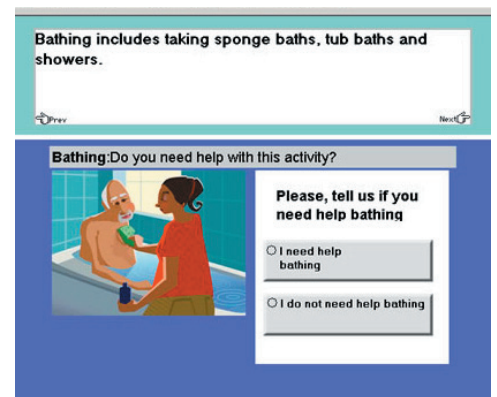 Bathing includes taking sponge baths, tub baths and
showers.
Prev
Next
Bathing:Do you need help with this activity?
Please, tell us if you
need help bathing
I need help
bathing
I do not need help bathing